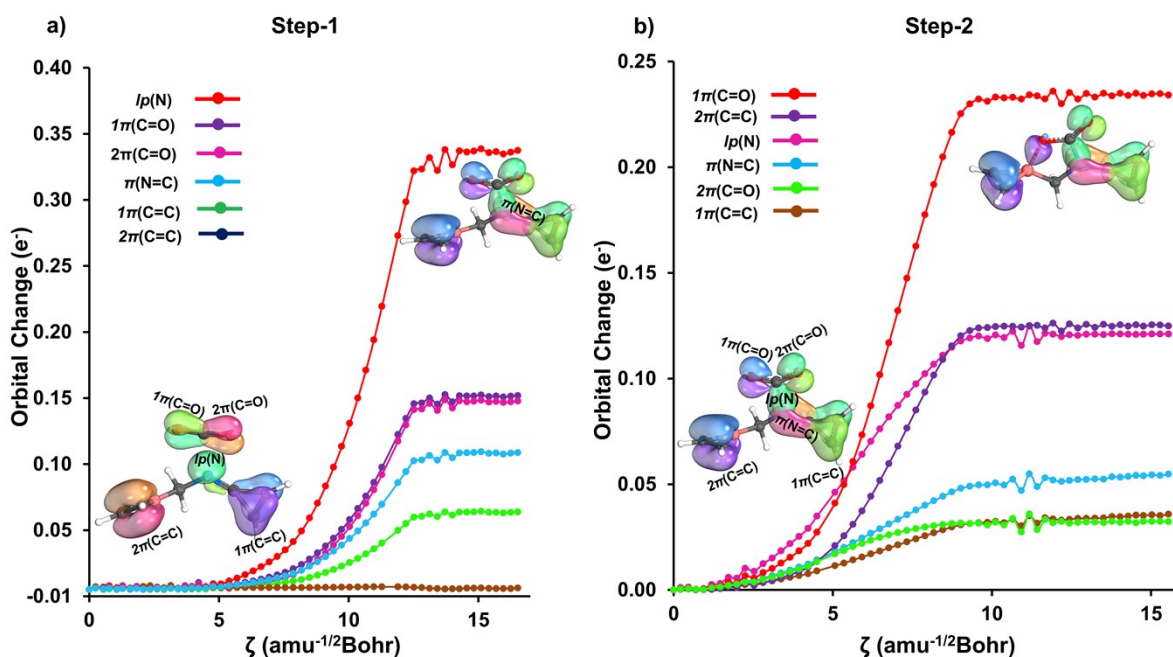 a)
Step-1
Orbital Change (e⁻)
0.40
0.35
0.30
0.25
0.20
0.15
0.10
0.05
-0.01
lp(N)
1π(C=O)
2π(C=O)
π(N=C)
1π(C=C)
2π(C=C)
π(N=C)
1π(C=O)
2π(C=O)
lp(N)
2π(C=C)
1π(C=C)
0
5
10
15
ζ (amu⁻¹/²Bohr)
b)
Step-2
Orbital Change (e⁻)
0.25
0.20
0.15
0.10
0.05
0.00
1π(C=O)
2π(C=C)
lp(N)
π(N=C)
2π(C=O)
1π(C=C)
1π(C=O)
2π(C=O)
lp(N)
π(N=C)
2π(C=C)
1π(C=C)
0
5
10
15
ζ (amu⁻¹/²Bohr)